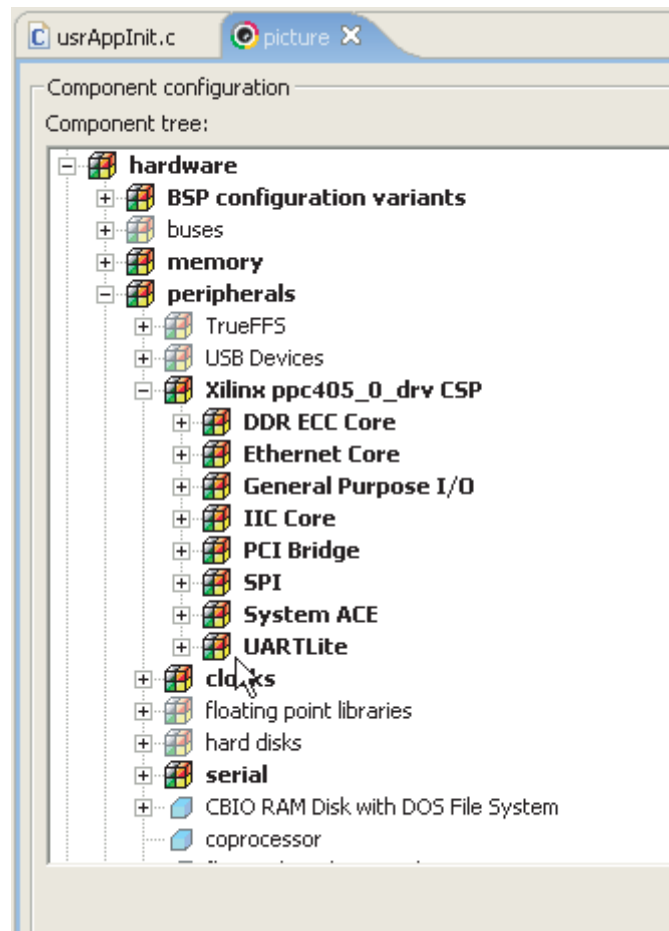 usrAppInit.c picture
Component configuration
Component tree:
hardware
BSP configuration variants
buses
memory
peripherals
TrueFFS
USB Devices
Xilinx ppc405_0_drv CSP
DDR ECC Core
Ethernet Core
General Purpose I/O
IIC Core
PCI Bridge
SPI
System ACE
UARTLite
clocks
floating point libraries
hard disks
serial
CBIO RAM Disk with DOS File System
coprocessor